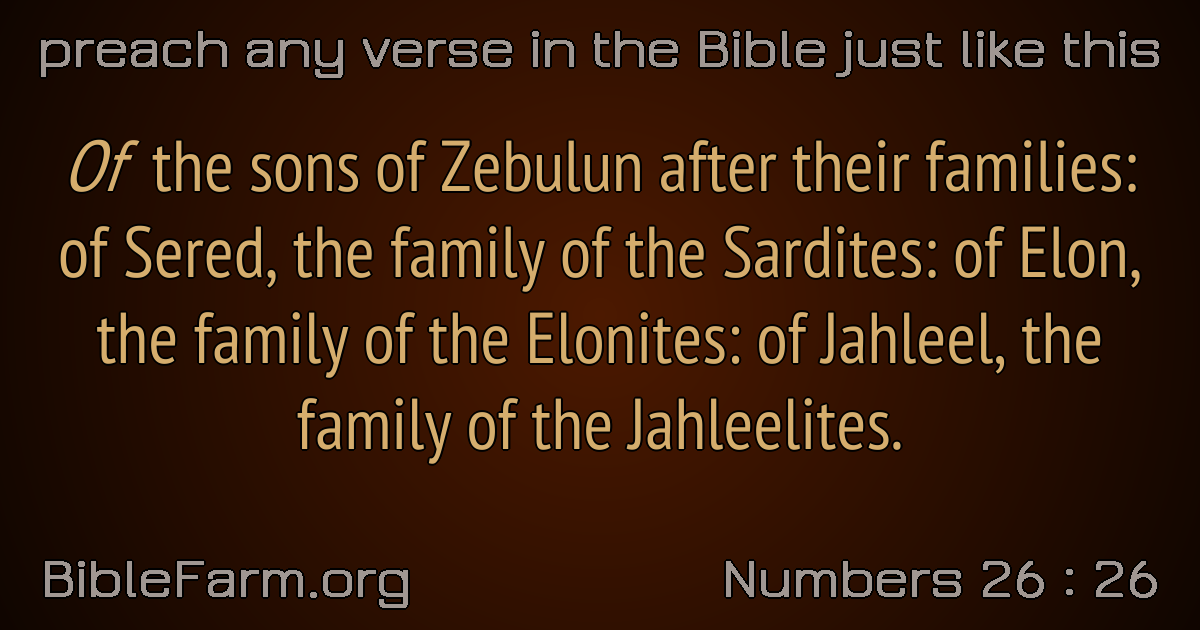 preach any verse in the Bible just like this
Of the sons of Zebulun after their families:
of Sered, the family of the Sardites: of Elon,
the family of the Elonites: of Jahleel, the
family of the Jahleelites.
BibleFarm.org
Numbers 26 : 26